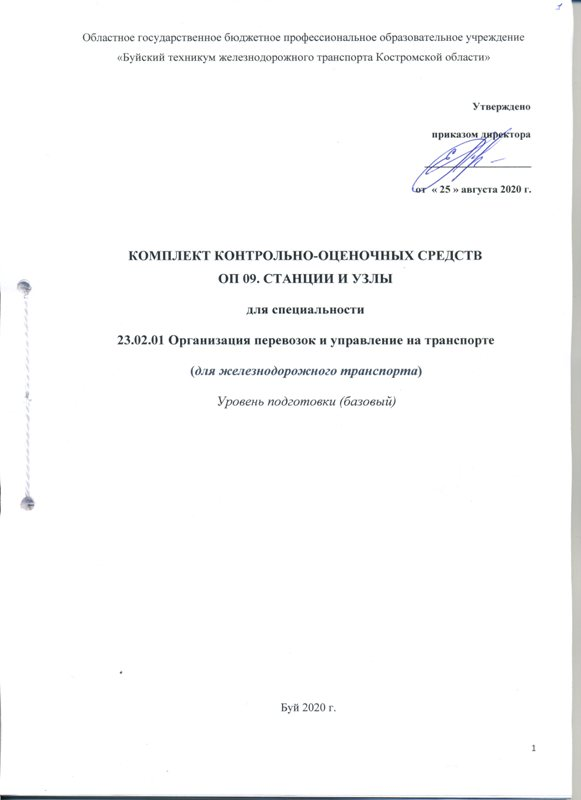 1
Областное государственное бюджетное профессиональное образовательное учреждение
«Буйский техникум железнодорожного транспорта Костромской области»
Утверждено
приказом директора
от « 25 » августа 2020 г.
КОМПЛЕКТ КОНТРОЛЬНО-ОЦЕНОЧНЫХ СРЕДСТВ
ОП 09. СТАНЦИИ И УЗЛЫ
для специальности
23.02.01 Организация перевозок и управление на транспорте
(для железнодорожного транспорта)
Уровень подготовки (базовый)
Буй 2020 г.
1